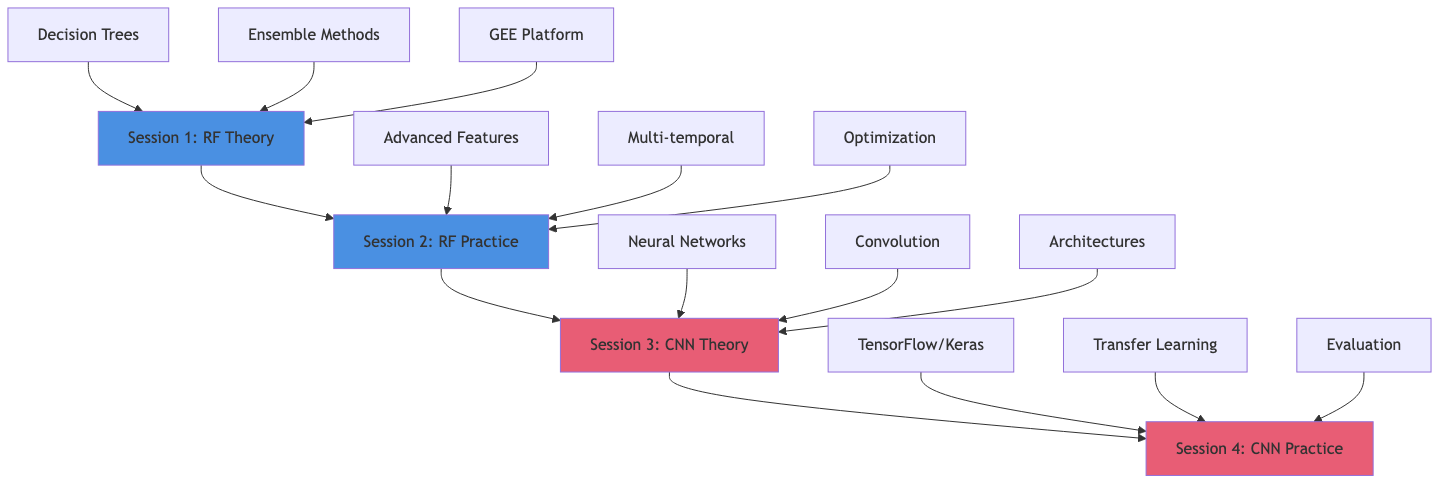 Decision Trees
Ensemble Methods
GEE Platform
Session 1: RF Theory
Advanced Features
Multi-temporal
Optimization
Session 2: RF Practice
Neural Networks
Convolution
Architectures
Session 3: CNN Theory
TensorFlow/Keras
Transfer Learning
Evaluation
Session 4: CNN Practice